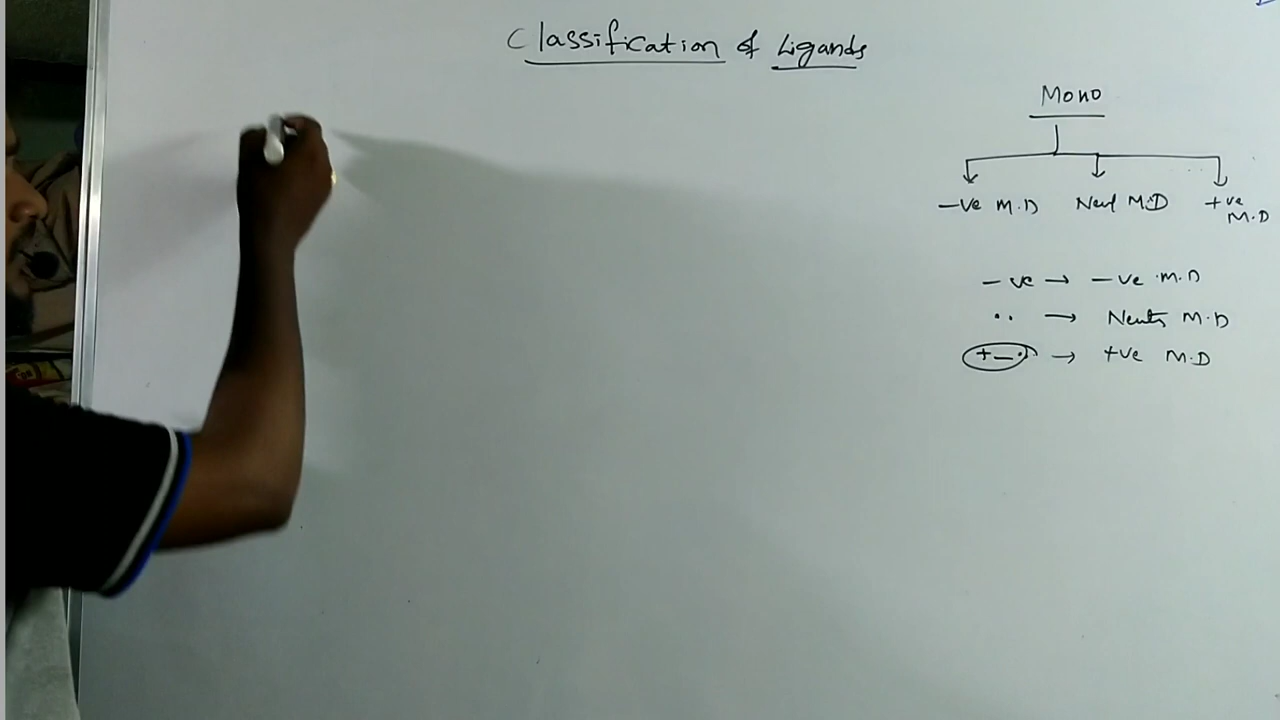 Classification of Ligands
Mono
-ve M.D Neut M.D +ve M.D
-ve → -ve M.D
.. → Neutr M.D
+-. → +ve M.D